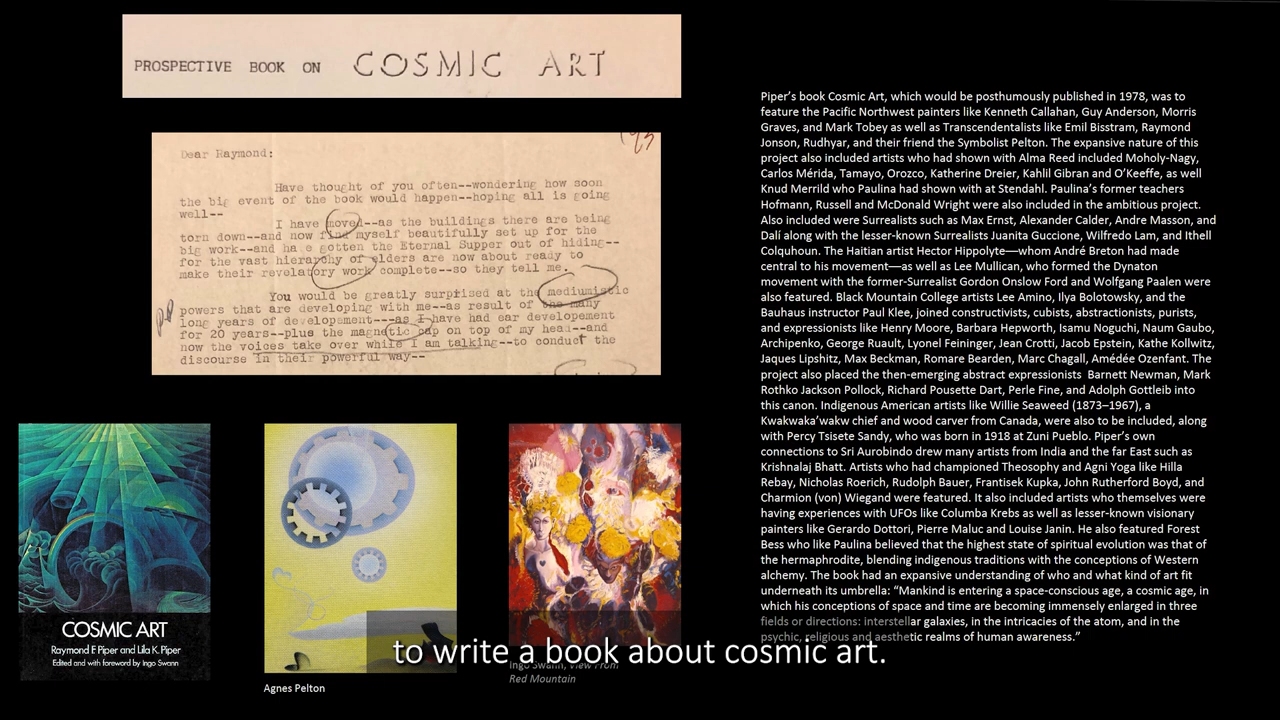 PROSPECTIVE BOOK ON COSMIC ART
Dear Raymond:
Have thought of you often--wondering how soon
the big event of the book would happen--hoping all is going
well--
I have moved--as the buildings there are being
torn down--and now find myself beautifully set up for the
big work--and ha e gotten the Eternal Supper out of hiding--
for the vast hierarchy of elders are now about ready to
make their revelatory work complete--so they tell me.
You would be greatly surprised at the mediumistic
powers that are developing with me--as result of the many
long years of developement---as I have had ear developement
for 20 years--plus the magnetic cap on top of my head--and
now the voices take over while I am talking--to conduct the
discourse in their powerful way--
COSMIC ART
Raymond F. Piper and Lila K. Piper
Edited and with foreword by Ingo Swann
Agnes Pelton
Ingo Swann, View From
Red Mountain
Piper's book Cosmic Art, which would be posthumously published in 1978, was to
feature the Pacific Northwest painters like Kenneth Callahan, Guy Anderson, Morris
Graves, and Mark Tobey as well as Transcendentalists like Emil Bisstram, Raymond
Jonson, Rudhyar, and their friend the Symbolist Pelton. The expansive nature of this
project also included artists who had shown with Alma Reed included Moholy-Nagy,
Carlos Mérida, Tamayo, Orozco, Katherine Dreier, Kahlil Gibran and O'Keeffe, as well
Knud Merrild who Paulina had shown with at Stendahl. Paulina's former teachers
Hofmann, Russell and McDonald Wright were also included in the ambitious project.
Also included were Surrealists such as Max Ernst, Alexander Calder, Andre Masson, and
Dalí along with the lesser-known Surrealists Juanita Guccione, Wilfredo Lam, and Ithell
Colquhoun. The Haitian artist Hector Hippolyte—whom André Breton had made
central to his movement—as well as Lee Mullican, who formed the Dynaton
movement with the former-Surrealist Gordon Onslow Ford and Wolfgang Paalen were
also featured. Black Mountain College artists Leo Amino, Ilya Bolotowsky, and the
Bauhaus instructor Paul Klee, joined constructivists, cubists, abstractionists, purists,
and expressionists like Henry Moore, Barbara Hepworth, Isamu Noguchi, Naum Gaubo,
Archipenko, George Ruault, Lyonel Feininger, Jean Crotti, Jacob Epstein, Kathe Kollwitz,
Jaques Lipshitz, Max Beckman, Romare Bearden, Marc Chagall, Amédée Ozenfant. The
project also placed the then-emerging abstract expressionists Barnett Newman, Mark
Rothko Jackson Pollock, Richard Pousette Dart, Perle Fine, and Adolph Gottleib into
this canon. Indigenous American artists like Willie Seaweed (1873–1967), a
Kwakwaka'wakw chief and wood carver from Canada, were also to be included, along
with Percy Tsisete Sandy, who was born in 1918 at Zuni Pueblo. Piper's own
connections to Sri Aurobindo drew many artists from India and the far East such as
Krishnalaj Bhatt. Artists who had championed Theosophy and Agni Yoga like Hilla
Rebay, Nicholas Roerich, Rudolph Bauer, Frantisek Kupka, John Rutherford Boyd, and
Charmion (von) Wiegand were featured. It also included artists who themselves were
having experiences with UFOs like Columba Krebs as well as lesser-known visionary
painters like Gerardo Dottori, Pierre Maluc and Louise Janin. He also featured Forest
Bess who like Paulina believed that the highest state of spiritual evolution was that of
the hermaphrodite, blending indigenous traditions with the conceptions of Western
alchemy. The book had an expansive understanding of who and what kind of art fit
underneath its umbrella: “Mankind is entering a space-conscious age, a cosmic age, in
which his conceptions of space and time are becoming immensely enlarged in three
fields or directions: interstellar galaxies, in the intricacies of the atom, and in the
psychic, religious and aesthetic realms of human awareness.”
to write a book about cosmic art.